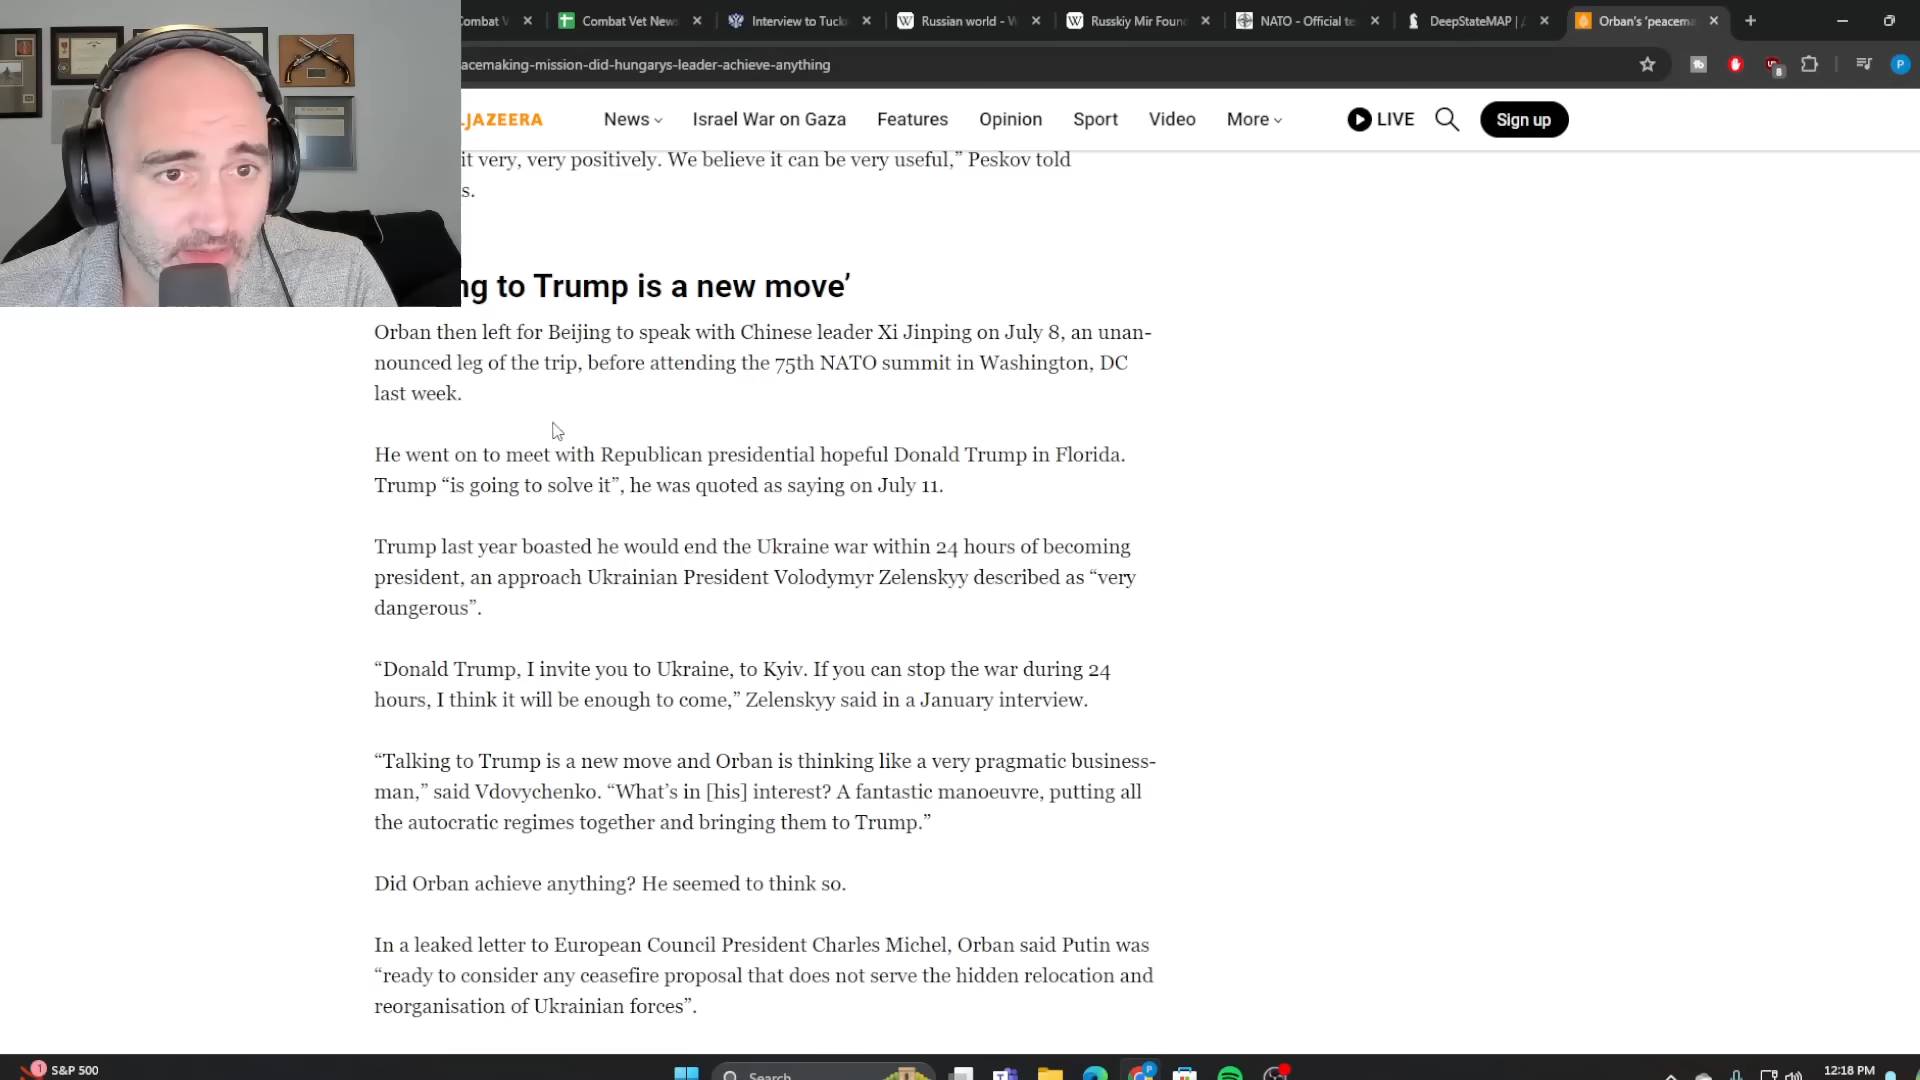 Combat V
Combat Vet New
Interview to Tuck
Russian world - W
Russkiy Mir Foun
NATO - Official te
DeepStateMAP |
Orban's 'peacema
acemaking-mission-did-hungarys-leader-achieve-anything
8
P
LJAZEERA
News
Israel War on Gaza
Features
Opinion
Sport
Video
More
LIVE
Sign up
it very, very positively. We believe it can be very useful,” Peskov told
s.
ng to Trump is a new move’
Orban then left for Beijing to speak with Chinese leader Xi Jinping on July 8, an unan-
nounced leg of the trip, before attending the 75th NATO summit in Washington, DC
last week.
He went on to meet with Republican presidential hopeful Donald Trump in Florida.
Trump “is going to solve it”, he was quoted as saying on July 11.
Trump last year boasted he would end the Ukraine war within 24 hours of becoming
president, an approach Ukrainian President Volodymyr Zelenskyy described as “very
dangerous”.
“Donald Trump, I invite you to Ukraine, to Kyiv. If you can stop the war during 24
hours, I think it will be enough to come,” Zelenskyy said in a January interview.
“Talking to Trump is a new move and Orban is thinking like a very pragmatic business-
man,” said Vdovychenko. “What’s in [his] interest? A fantastic manoeuvre, putting all
the autocratic regimes together and bringing them to Trump.”
Did Orban achieve anything? He seemed to think so.
In a leaked letter to European Council President Charles Michel, Orban said Putin was
“ready to consider any ceasefire proposal that does not serve the hidden relocation and
reorganisation of Ukrainian forces”.
1
S&P 500
Search
P
12:18 PM